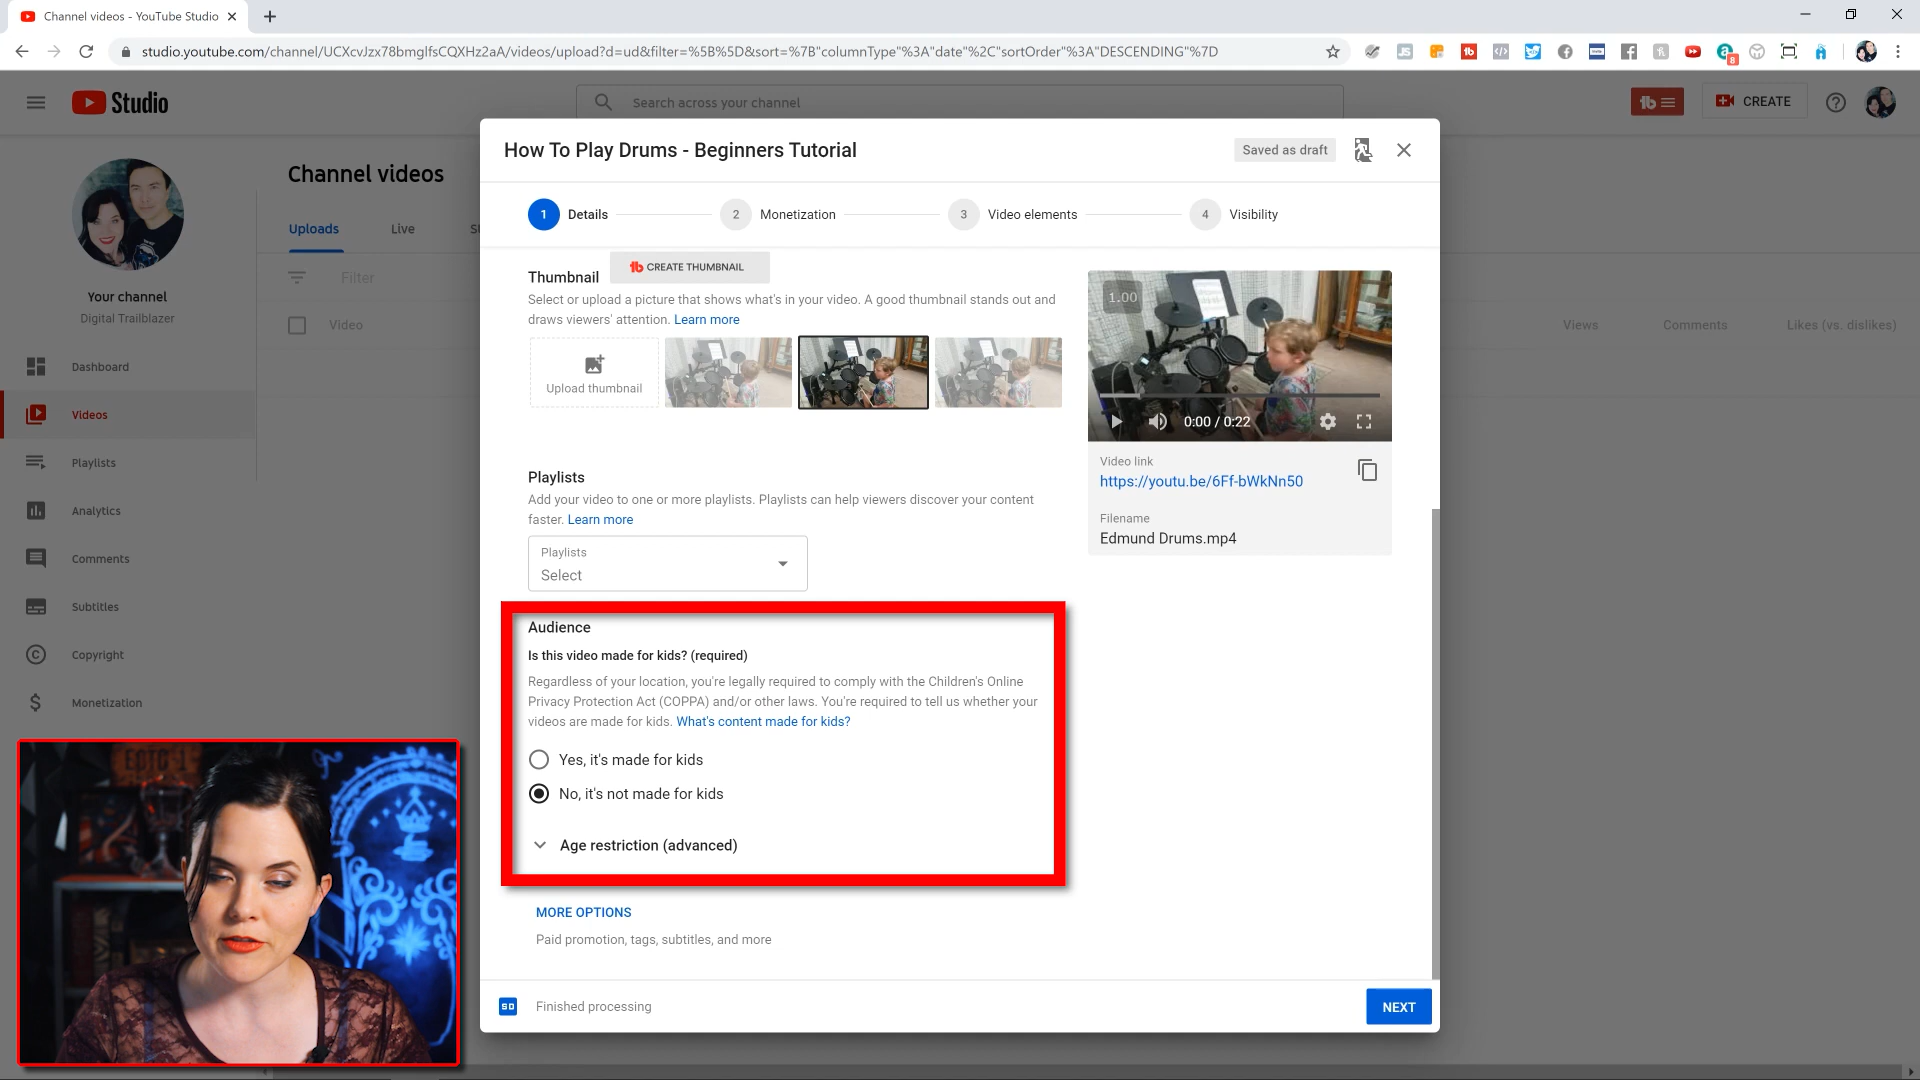 Channel videos - YouTube Studio
studio.youtube.com/channel/UCXcvJzx78bmglfsCQXHz2aA/videos/upload?d=ud&filter=%5B%5D&sort=%7B"columnType"%3A"date"%2C"sortOrder"%3A"DESCENDING"%7D
Studio
Search across your channel
CREATE
How To Play Drums - Beginners Tutorial
Saved as draft
1 Details
2 Monetization
3 Video elements
4 Visibility
Your channel
Digital Trailblazer
Dashboard
Videos
Playlists
Analytics
Comments
Subtitles
Copyright
Monetization
Channel videos
Uploads
Live
Filter
Video
Views
Comments
Likes (vs. dislikes)
Thumbnail
CREATE THUMBNAIL
Select or upload a picture that shows what's in your video. A good thumbnail stands out and
draws viewers' attention. Learn more
Upload thumbnail
Playlists
Add your video to one or more playlists. Playlists can help viewers discover your content
faster. Learn more
Playlists
Select
Audience
Is this video made for kids? (required)
Regardless of your location, you're legally required to comply with the Children's Online
Privacy Protection Act (COPPA) and/or other laws. You're required to tell us whether your
videos are made for kids. What's content made for kids?
Yes, it's made for kids
No, it's not made for kids
Age restriction (advanced)
MORE OPTIONS
Paid promotion, tags, subtitles, and more
SD
Finished processing
NEXT
1.00
0:00 / 0:22
Video link
https://youtu.be/6Ff-bWkNn50
Filename
Edmund Drums.mp4